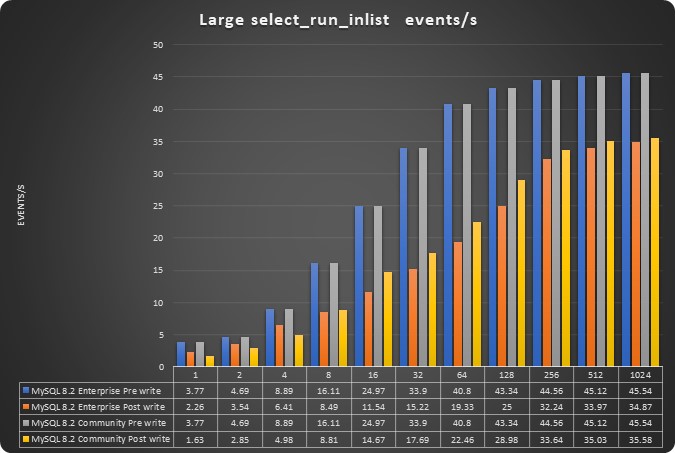 Large select_run_inlist events/s
50
45
40
35
30
25
20
15
10
5
0
EVENTS/S
1 2 4 8 16 32 64 128 256 512 1024
MySQL 8.2 Enterprise Pre write 3.77 4.69 8.89 16.11 24.97 33.9 40.8 43.34 44.56 45.12 45.54
MySQL 8.2 Enterprise Post write 2.26 3.54 6.41 8.49 11.54 15.22 19.33 25 32.24 33.97 34.87
MySQL 8.2 Community Pre write 3.77 4.69 8.89 16.11 24.97 33.9 40.8 43.34 44.56 45.12 45.54
MySQL 8.2 Community Post write 1.63 2.85 4.98 8.81 14.67 17.69 22.46 28.98 33.64 35.03 35.58